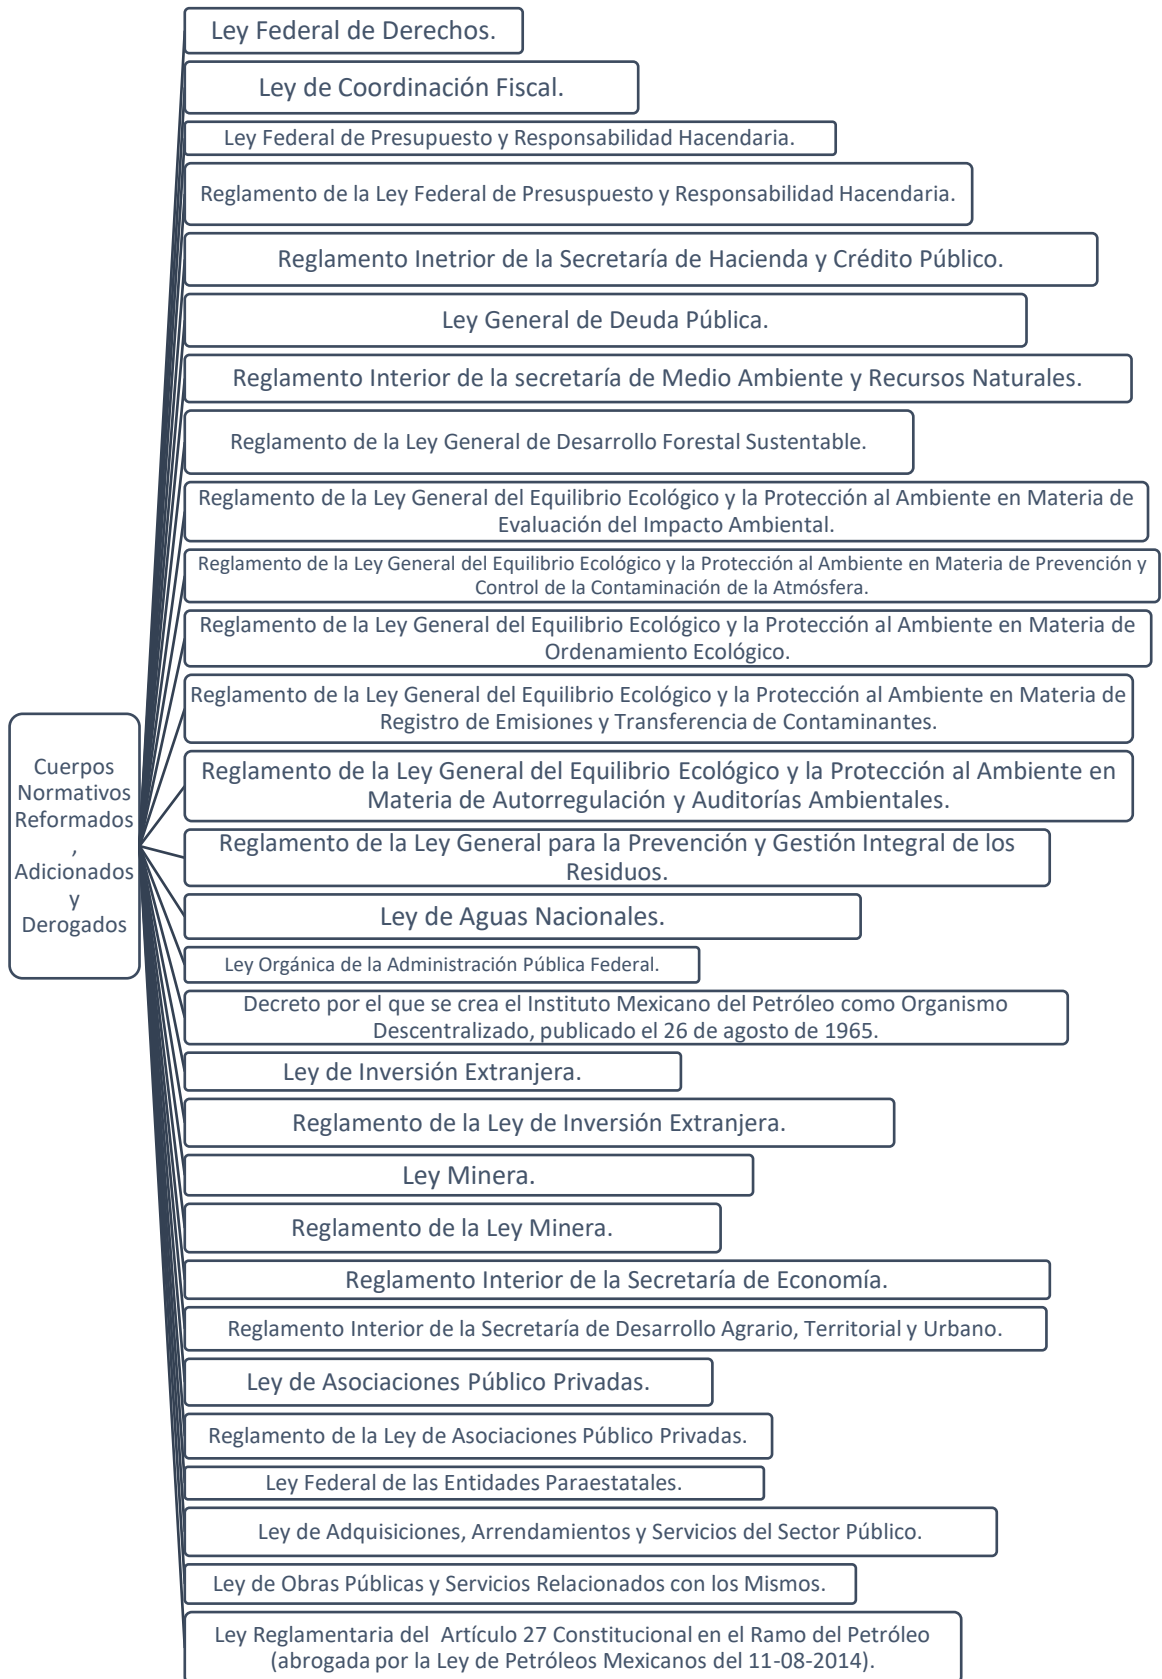 Ley Federal de Derechos.
Ley de Coordinación Fiscal.
Ley Federal de Presupuesto y Responsabilidad Hacendaria.
Reglamento de la Ley Federal de Presuspuesto y Responsabilidad Hacendaria.
Reglamento Inetrior de la Secretaría de Hacienda y Crédito Público.
Ley General de Deuda Pública.
Reglamento Interior de la secretaría de Medio Ambiente y Recursos Naturales.
Reglamento de la Ley General de Desarrollo Forestal Sustentable.
Reglamento de la Ley General del Equilibrio Ecológico y la Protección al Ambiente en Materia de
Evaluación del Impacto Ambiental.
Reglamento de la Ley General del Equilibrio Ecológico y la Protección al Ambiente en Materia de Prevención y
Control de la Contaminación de la Atmósfera.
Reglamento de la Ley General del Equilibrio Ecológico y la Protección al Ambiente en Materia de
Ordenamiento Ecológico.
Reglamento de la Ley General del Equilibrio Ecológico y la Protección al Ambiente en Materia de
Registro de Emisiones y Transferencia de Contaminantes.
Cuerpos
Normativos
Reformados
,
Adicionados
y
Derogados
Reglamento de la Ley General del Equilibrio Ecológico y la Protección al Ambiente en
Materia de Autorregulación y Auditorías Ambientales.
Reglamento de la Ley General para la Prevención y Gestión Integral de los
Residuos.
Ley de Aguas Nacionales.
Ley Orgánica de la Administración Pública Federal.
Decreto por el que se crea el Instituto Mexicano del Petróleo como Organismo
Descentralizado, publicado el 26 de agosto de 1965.
Ley de Inversión Extranjera.
Reglamento de la Ley de Inversión Extranjera.
Ley Minera.
Reglamento de la Ley Minera.
Reglamento Interior de la Secretaría de Economía.
Reglamento Interior de la Secretaría de Desarrollo Agrario, Territorial y Urbano.
Ley de Asociaciones Público Privadas.
Reglamento de la Ley de Asociaciones Público Privadas.
Ley Federal de las Entidades Paraestatales.
Ley de Adquisiciones, Arrendamientos y Servicios del Sector Público.
Ley de Obras Públicas y Servicios Relacionados con los Mismos.
Ley Reglamentaria del Artículo 27 Constitucional en el Ramo del Petróleo
(abrogada por la Ley de Petróleos Mexicanos del 11-08-2014).